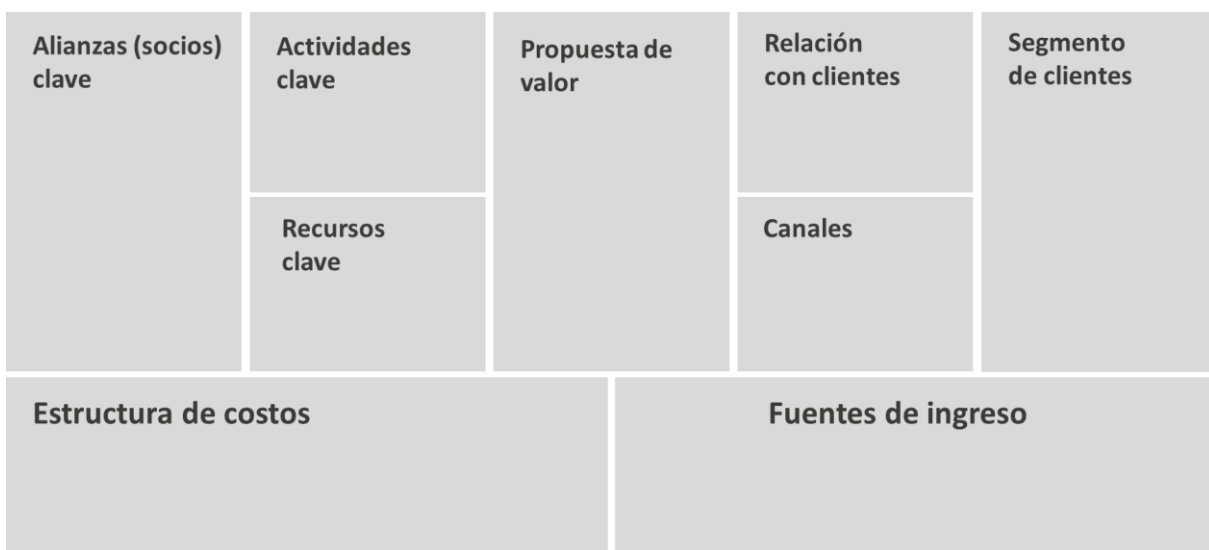 Alianzas (socios)
clave
Actividades
clave
Propuesta de
valor
Relación
con clientes
Segmento
de clientes
Recursos
clave
Canales
Estructura de costos
Fuentes de ingreso